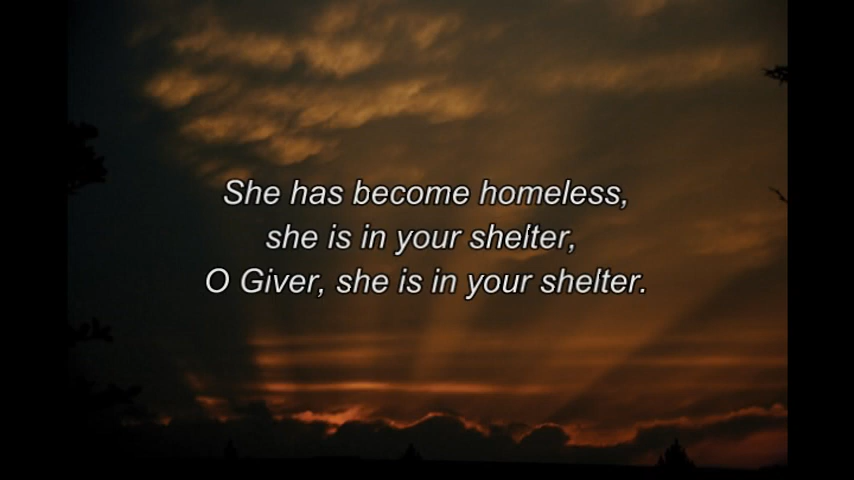 She has become homeless,
she is in your shelter,
O Giver, she is in your shelter.